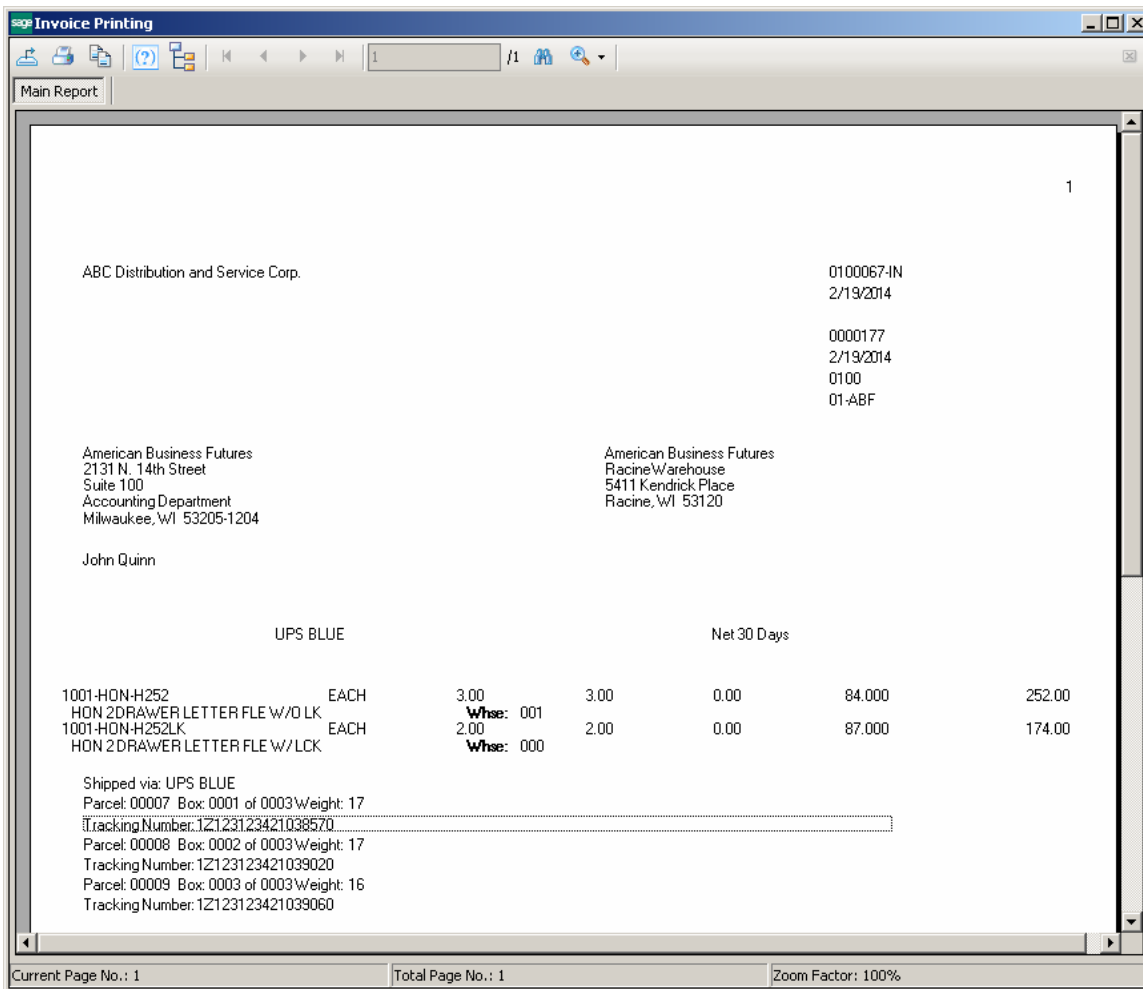 sage Invoice Printing
1 /1
Main Report
1
ABC Distribution and Service Corp. 0100067-IN
2/19/2014
0000177
2/19/2014
0100
01-ABF
American Business Futures American Business Futures
2131 N. 14th Street RacineWarehouse
Suite 100 5411 Kendrick Place
Accounting Department Racine, WI 53120
Milwaukee, WI 53205-1204
John Quinn
UPS BLUE Net 30 Days
1001-HON-H252 EACH 3.00 3.00 0.00 84.000 252.00
HON 2 DRAWER LETTER FLE W/O LK Whse: 001
1001-HON-H252LK EACH 2.00 2.00 0.00 87.000 174.00
HON 2 DRAWER LETTER FLE W/ LCK Whse: 000
Shipped via: UPS BLUE
Parcel: 00007 Box: 0001 of 0003 Weight: 17
Tracking Number: 1Z123123421038570
Parcel: 00008 Box: 0002 of 0003 Weight: 17
Tracking Number: 1Z123123421039020
Parcel: 00009 Box: 0003 of 0003 Weight: 16
Tracking Number: 1Z123123421039060
Current Page No.: 1 Total Page No.: 1 Zoom Factor: 100%